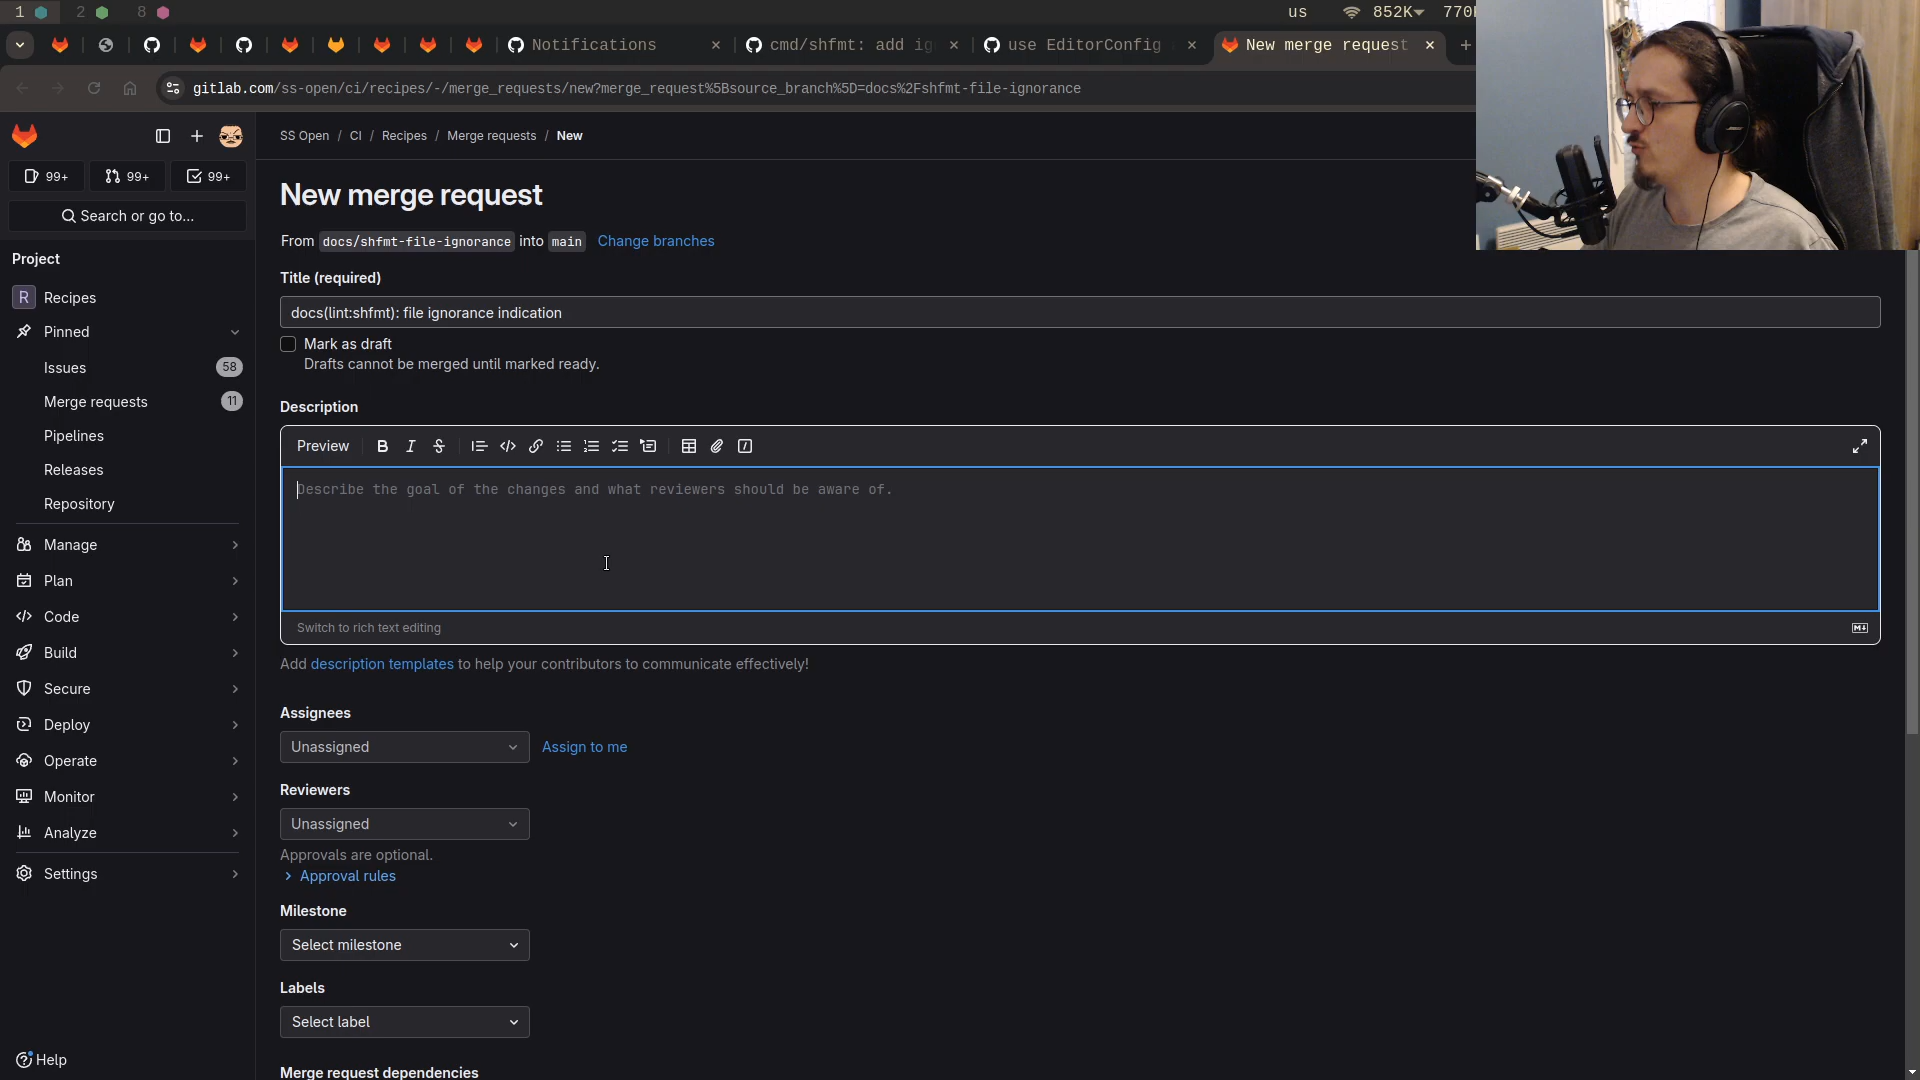 1 2 8 us 852K 770
Notifications × cmd/shfmt: add ig × use EditorConfig × New merge request × +
gitlab.com/ss-open/ci/recipes/-/merge_requests/new?merge_request%5Bsource_branch%5D=docs%2Fshfmt-file-ignorance
SS Open / CI / Recipes / Merge requests / New
99+ 99+ 99+
Search or go to...
Project
R Recipes
Pinned
Issues 58
Merge requests 11
Pipelines
Releases
Repository
Manage
Plan
Code
Build
Secure
Deploy
Operate
Monitor
Analyze
Settings
Help
New merge request
From docs/shfmt-file-ignorance into main Change branches
Title (required)
docs(lint:shfmt): file ignorance indication
Mark as draft
Drafts cannot be merged until marked ready.
Description
Preview B I S
Describe the goal of the changes and what reviewers should be aware of.
Switch to rich text editing
Add description templates to help your contributors to communicate effectively!
Assignees
Unassigned Assign to me
Reviewers
Unassigned
Approvals are optional.
Approval rules
Milestone
Select milestone
Labels
Select label
Merge request dependencies